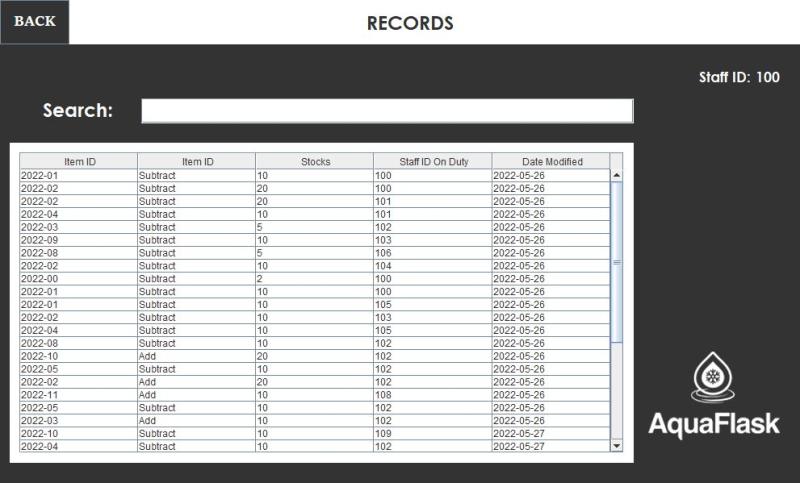 BACK
RECORDS
Staff ID: 100
Search:
Item ID Item ID Stocks Staff ID On Duty Date Modified
2022-01 Subtract 10 100 2022-05-26
2022-02 Subtract 20 100 2022-05-26
2022-02 Subtract 20 101 2022-05-26
2022-04 Subtract 10 101 2022-05-26
2022-03 Subtract 5 102 2022-05-26
2022-09 Subtract 10 103 2022-05-26
2022-08 Subtract 5 106 2022-05-26
2022-02 Subtract 10 104 2022-05-26
2022-00 Subtract 2 100 2022-05-26
2022-01 Subtract 10 100 2022-05-26
2022-01 Subtract 10 105 2022-05-26
2022-02 Subtract 10 103 2022-05-26
2022-04 Subtract 10 105 2022-05-26
2022-08 Subtract 10 102 2022-05-26
2022-10 Add 20 102 2022-05-26
2022-05 Subtract 10 102 2022-05-26
2022-02 Add 20 102 2022-05-26
2022-11 Add 10 108 2022-05-26
2022-05 Subtract 10 102 2022-05-26
2022-03 Add 10 102 2022-05-26
2022-10 Subtract 10 109 2022-05-27
2022-04 Subtract 10 102 2022-05-27
AquaFlask